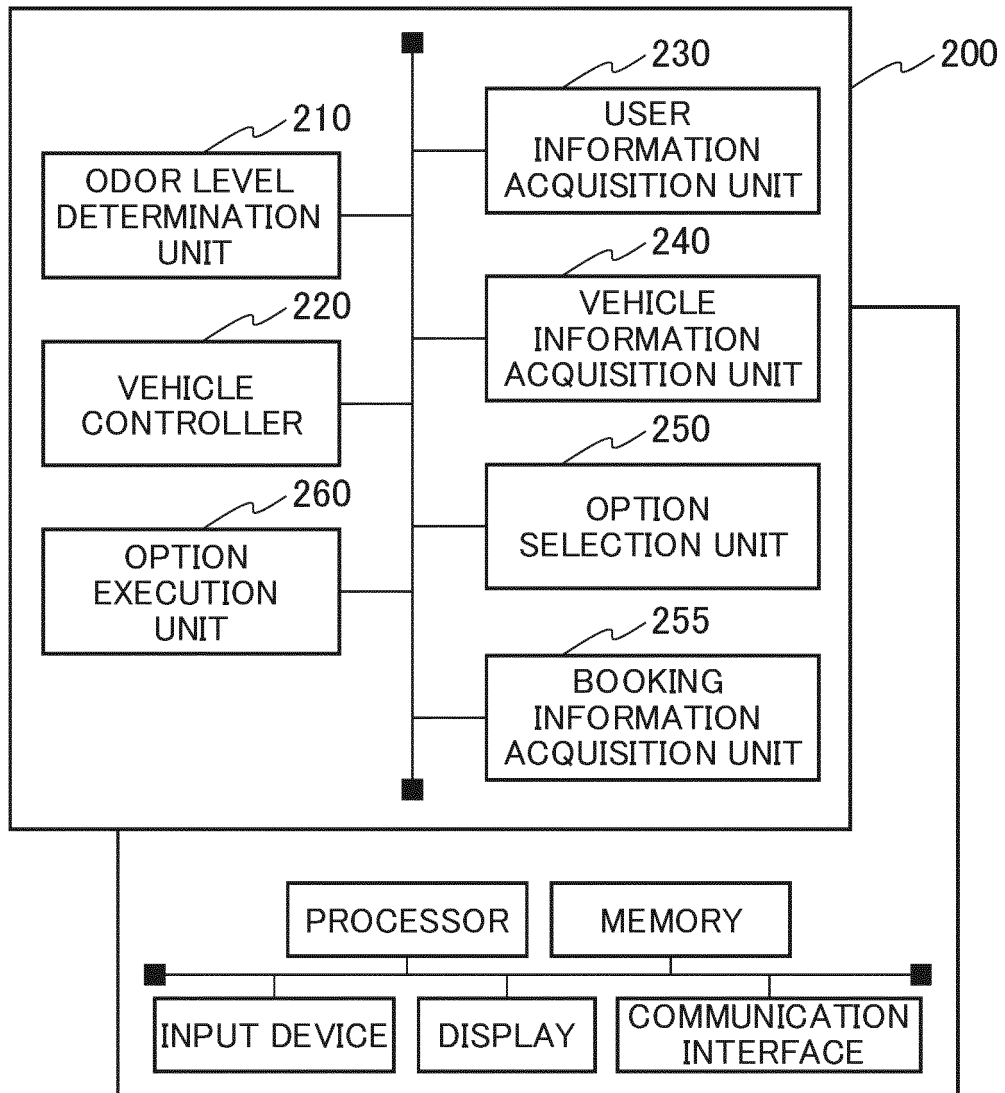 200
210
ODOR LEVEL
DETERMINATION
UNIT
220
VEHICLE
CONTROLLER
260
OPTION
EXECUTION
UNIT
230
USER
INFORMATION
ACQUISITION UNIT
240
VEHICLE
INFORMATION
ACQUISITION UNIT
250
OPTION
SELECTION UNIT
255
BOOKING
INFORMATION
ACQUISITION UNIT
PROCESSOR
MEMORY
INPUT DEVICE
DISPLAY
COMMUNICATION
INTERFACE